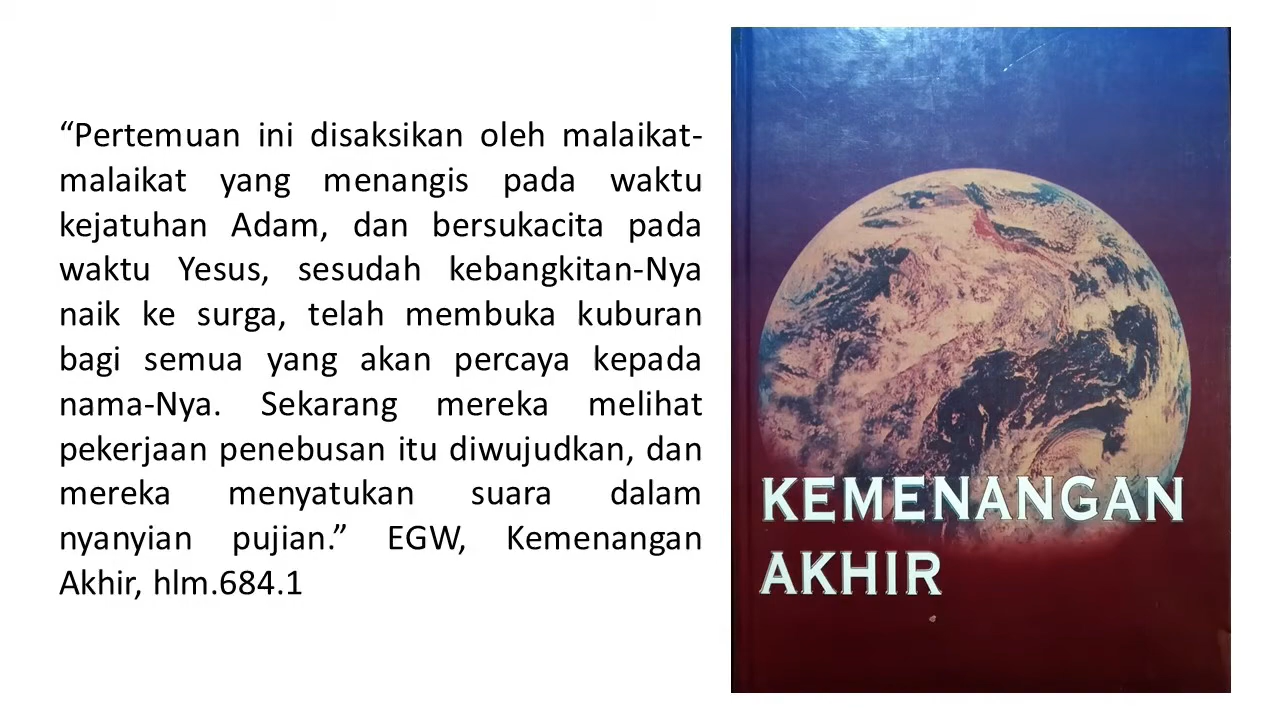 “Pertemuan ini disaksikan oleh malaikat-
malaikat yang menangis pada waktu
kejatuhan Adam, dan bersukacita pada
waktu Yesus, sesudah kebangkitan-Nya
naik ke surga, telah membuka kuburan
bagi semua yang akan percaya kepada
nama-Nya. Sekarang mereka melihat
pekerjaan penebusan itu diwujudkan, dan
mereka menyatukan suara dalam
nyanyian pujian.” EGW, Kemenangan
Akhir, hlm.684.1
KEMENANGAN
AKHIR